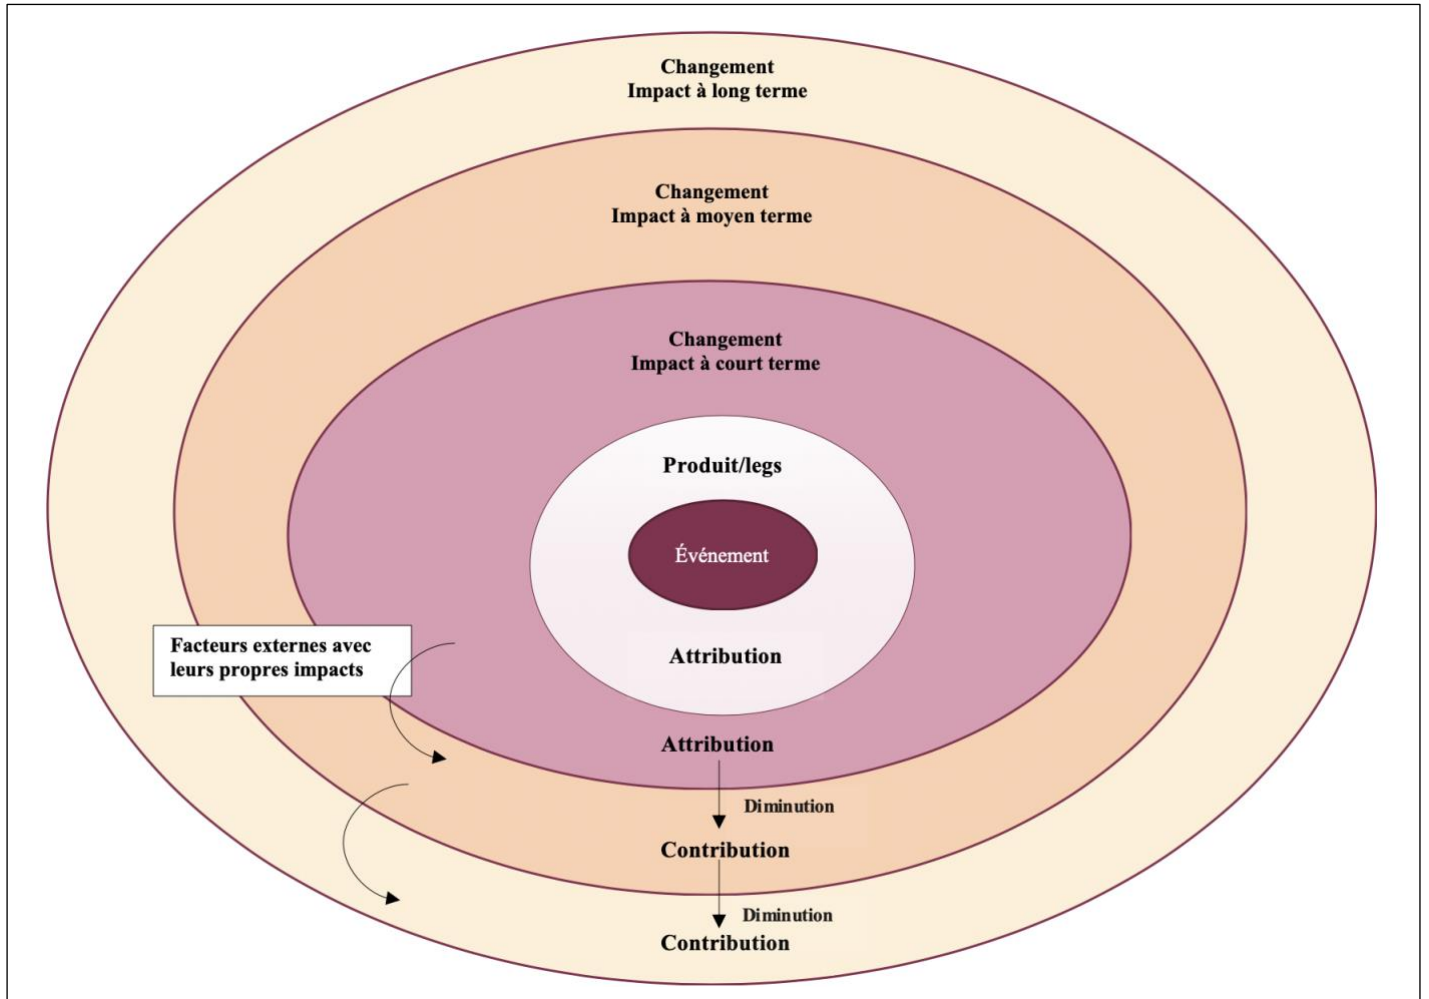 Changement
Impact à long terme
Changement
Impact à moyen terme
Changement
Impact à court terme
Produit/legs
Événement
Facteurs externes avec
leurs propres impacts
Attribution
Attribution
Diminution
Contribution
Diminution
Contribution